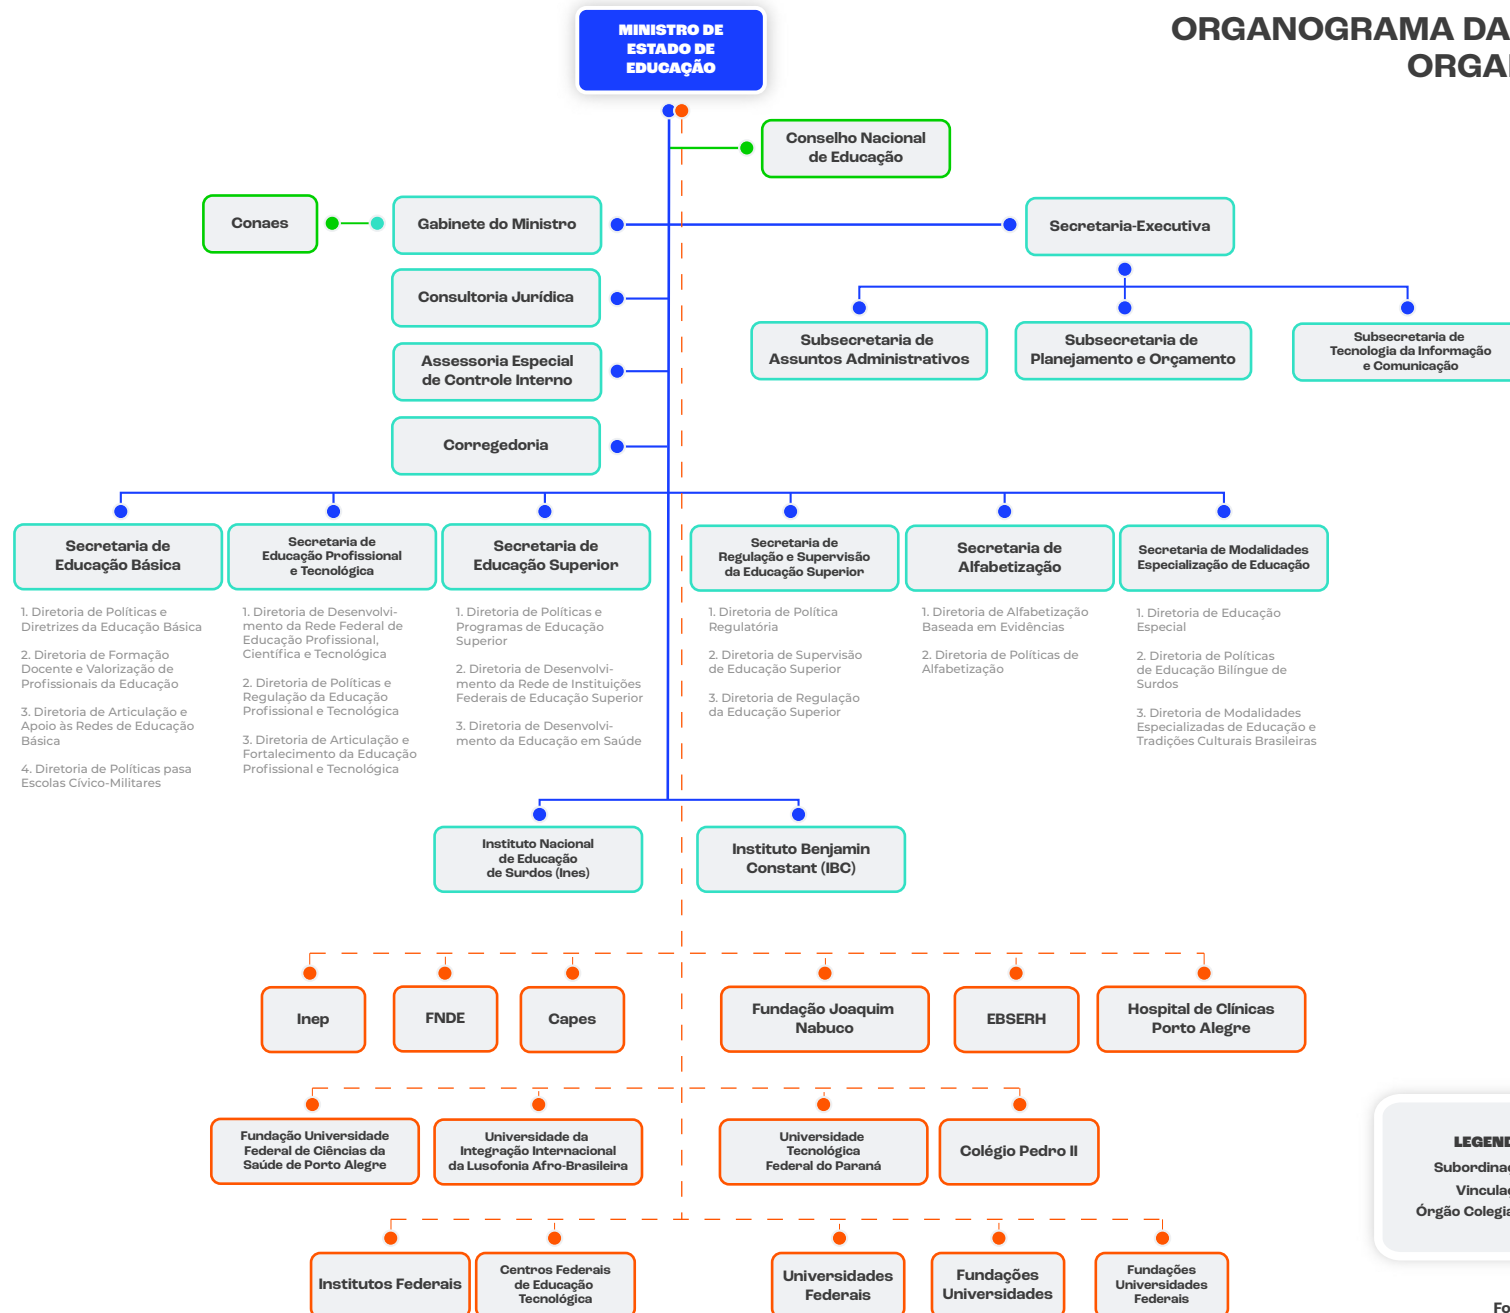 MINISTRO DE
ESTADO DE
EDUCAÇÃO
ORGANOGRAMA DA
Conselho Nacional
de Educação
Conaes
Gabinete do Ministro
Secretaria-Executiva
Consultoria Jurídica
Subsecretaria de
Assuntos Administrativos
Subsecretaria de
Planejamento e Orçamento
Subsecretaria de
Tecnologia da Informação
e Comunicação
Assessoria Especial
de Controle Interno
Corregedoria
Secretaria de
Educação Básica
Secretaria de
Educação Profissional
e Tecnológica
Secretaria de
Educação Superior
Secretaria de
Regulação e Supervisão
da Educação Superior
Secretaria de
Alfabetização
Secretaria de Modalidades
Especialização de Educação
1. Diretoria de Políticas e
Diretrizes da Educação Básica
2. Diretoria de Formação
Docente e Valorização de
Profissionais da Educação
3. Diretoria de Articulação e
Apoio às Redes de Educação
Básica
4. Diretoria de Políticas pasa
Escolas Cívico-Militares
1. Diretoria de Desenvolvi-
mento da Rede Federal de
Educação Profissional,
Científica e Tecnológica
2. Diretoria de Políticas e
Regulação da Educação
Profissional e Tecnológica
3. Diretoria de Articulação e
Fortalecimento da Educação
Profissional e Tecnológica
1. Diretoria de Políticas e
Programas de Educação
Superior
2. Diretoria de Desenvolvi-
mento da Rede de Instituições
Federais de Educação Superior
3. Diretoria de Desenvolvi-
mento da Educação em Saúde
1. Diretoria de Política
Regulatória
2. Diretoria de Supervisão
de Educação Superior
3. Diretoria de Regulação
da Educação Superior
1. Diretoria de Alfabetização
Baseada em Evidências
2. Diretoria de Políticas de
Alfabetização
1. Diretoria de Educação
Especial
2. Diretoria de Políticas
de Educação Bilíngue de
Surdos
3. Diretoria de Modalidades
Especializadas de Educação e
Tradições Culturais Brasileiras
Instituto Nacional
de Educação
de Surdos (Ines)
Instituto Benjamin
Constant (IBC)
Inep
FNDE
Capes
Fundação Joaquim
Nabuco
EBSERH
Hospital de Clínicas
Porto Alegre
Fundação Universidade
Federal de Ciências da
Saúde de Porto Alegre
Universidade da
Integração Internacional
da Lusofonia Afro-Brasileira
Universidade
Tecnológica
Federal do Paraná
Colégio Pedro II
Institutos Federais
Centros Federais
de Educação
Tecnológica
Universidades
Federais
Fundações
Universidades
Fundações
Universidades
Federais